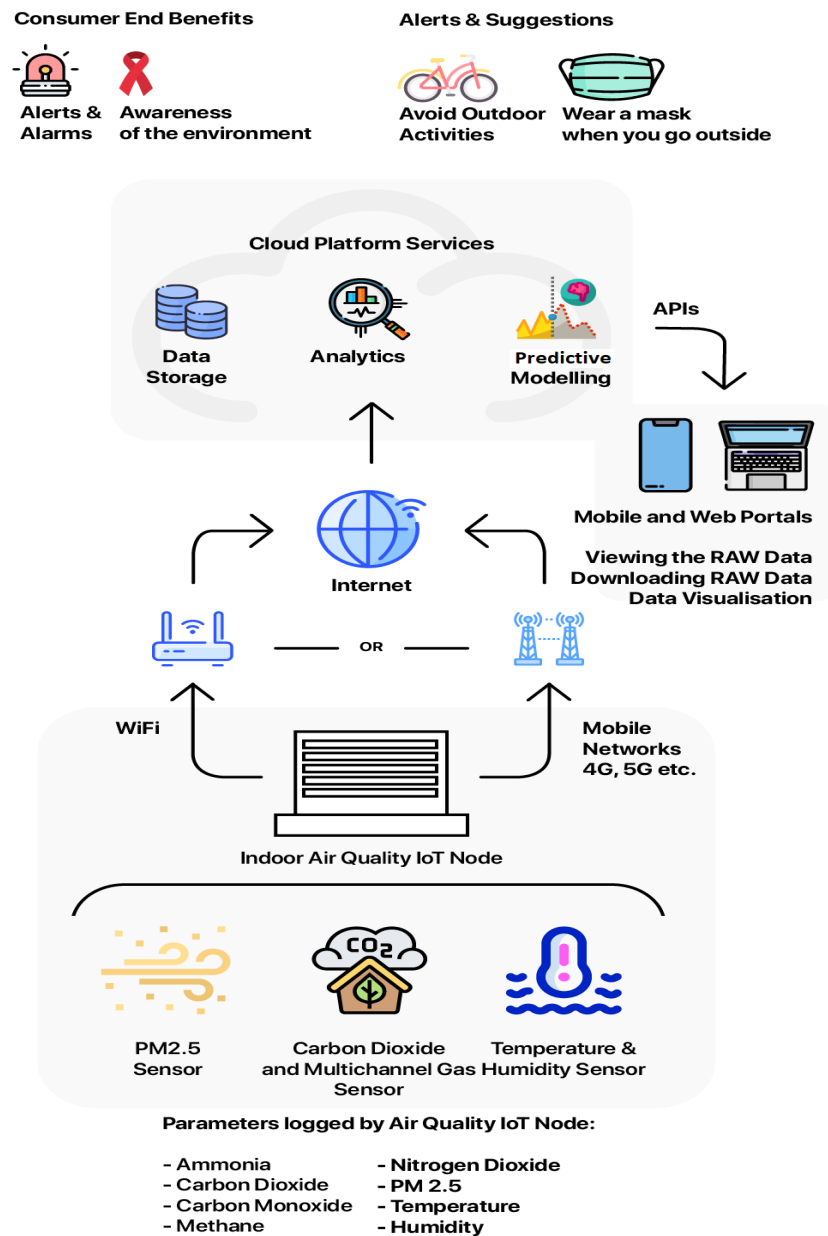 Consumer End Benefits
Alerts & Suggestions
Alerts &
Alarms
Awareness
of the environment
Avoid Outdoor
Activities
Wear a mask
when you go outside
Cloud Platform Services
Data
Storage
Analytics
Predictive
Modelling
APIs
Mobile and Web Portals
Viewing the RAW Data
Downloading RAW Data
Data Visualisation
Internet
OR
WiFi
Mobile
Networks
4G, 5G etc.
Indoor Air Quality IoT Node
CO2
PM2.5
Sensor
Carbon Dioxide
and Multichannel Gas
Sensor
Temperature &
Humidity Sensor
Parameters logged by Air Quality IoT Node:
- Ammonia
- Carbon Dioxide
- Carbon Monoxide
- Methane
- Nitrogen Dioxide
- PM 2.5
- Temperature
- Humidity